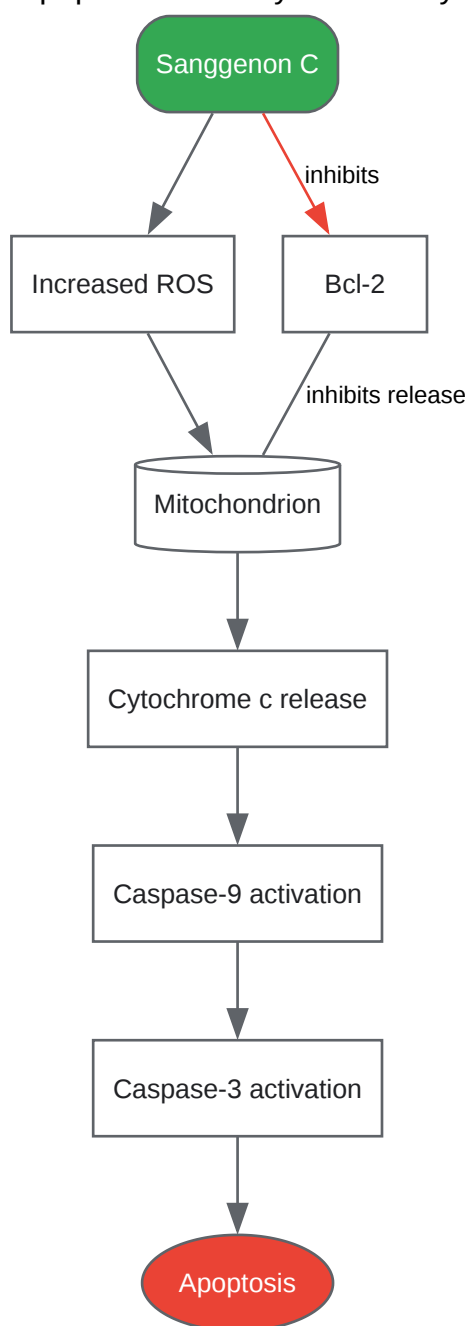 Sanggenon C
inhibits
Increased ROS
Bcl-2
inhibits release
Mitochondrion
Cytochrome c release
Caspase-9 activation
Caspase-3 activation
Apoptosis